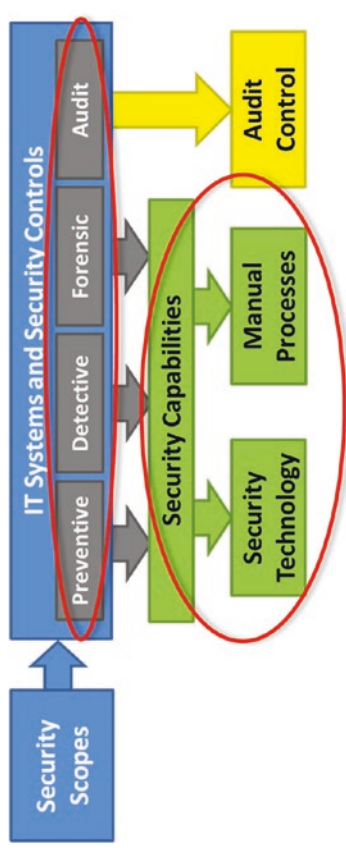 Security
Scopes
IT Systems and Security Controls
Preventive
Detective
Forensic
Audit
Security Capabilities
Security
Technology
Manual
Processes
Audit
Control